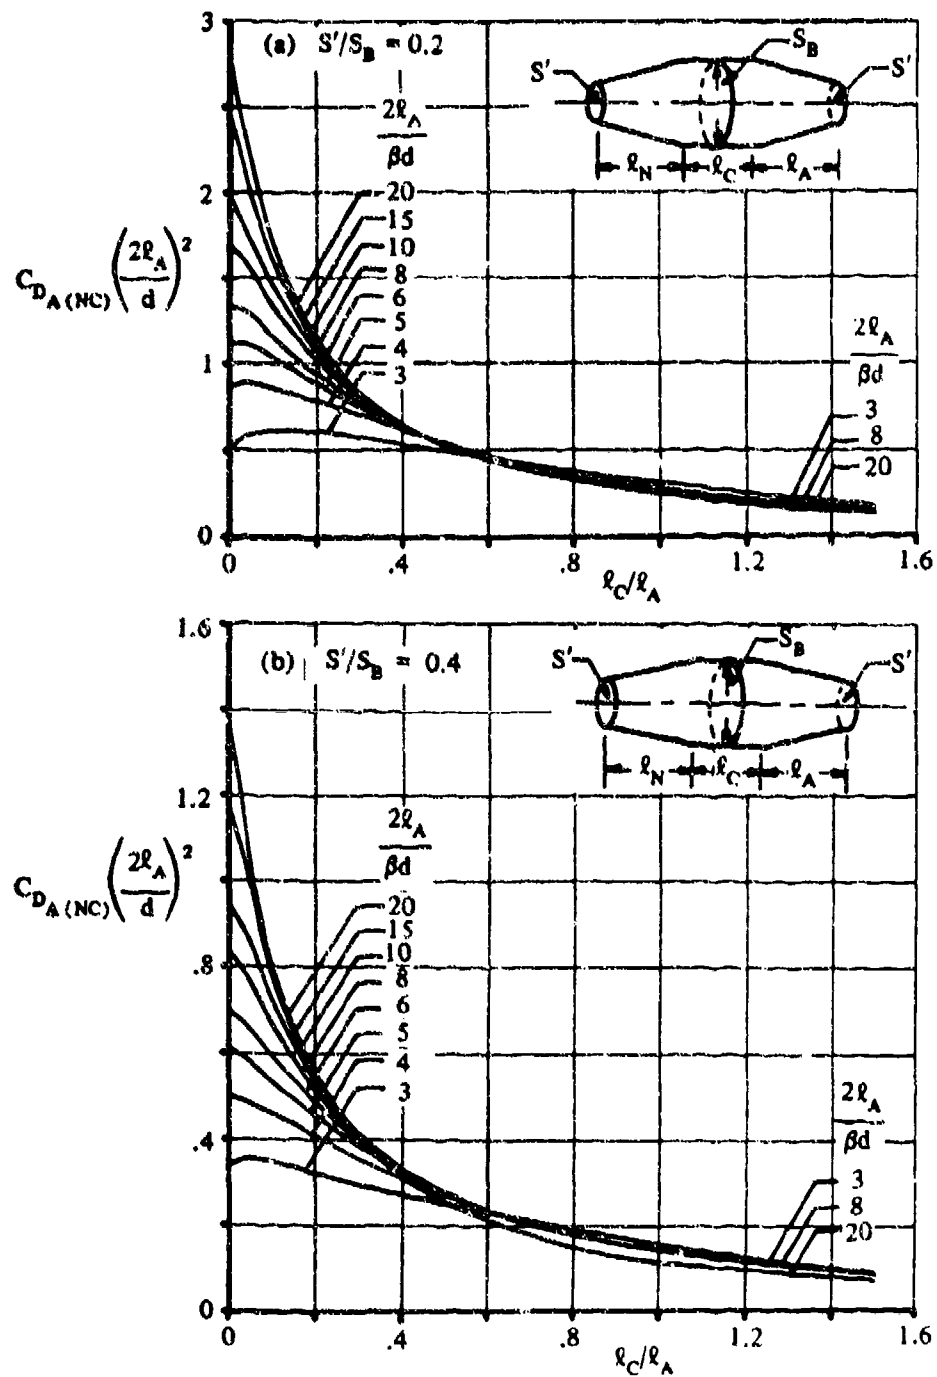 3
(a) S'/S_B = 0.2
S_B
S'
S'
2ℓ_A
βd
ℓ_N
ℓ_C
ℓ_A
2
20
15
10
8
6
5
4
3
C_D_A(NC) (2ℓ_A/d)²
1
2ℓ_A
βd
3
8
20
0
0
.4
.8
1.2
1.6
ℓ_C/ℓ_A
1.6
(b) S'/S_B = 0.4
S_B
S'
S'
ℓ_N
ℓ_C
ℓ_A
1.2
2ℓ_A
βd
C_D_A(NC) (2ℓ_A/d)²
20
15
10
8
6
5
4
3
.8
2ℓ_A
βd
.4
3
8
20
0
0
.4
.8
1.2
1.6
ℓ_C/ℓ_A